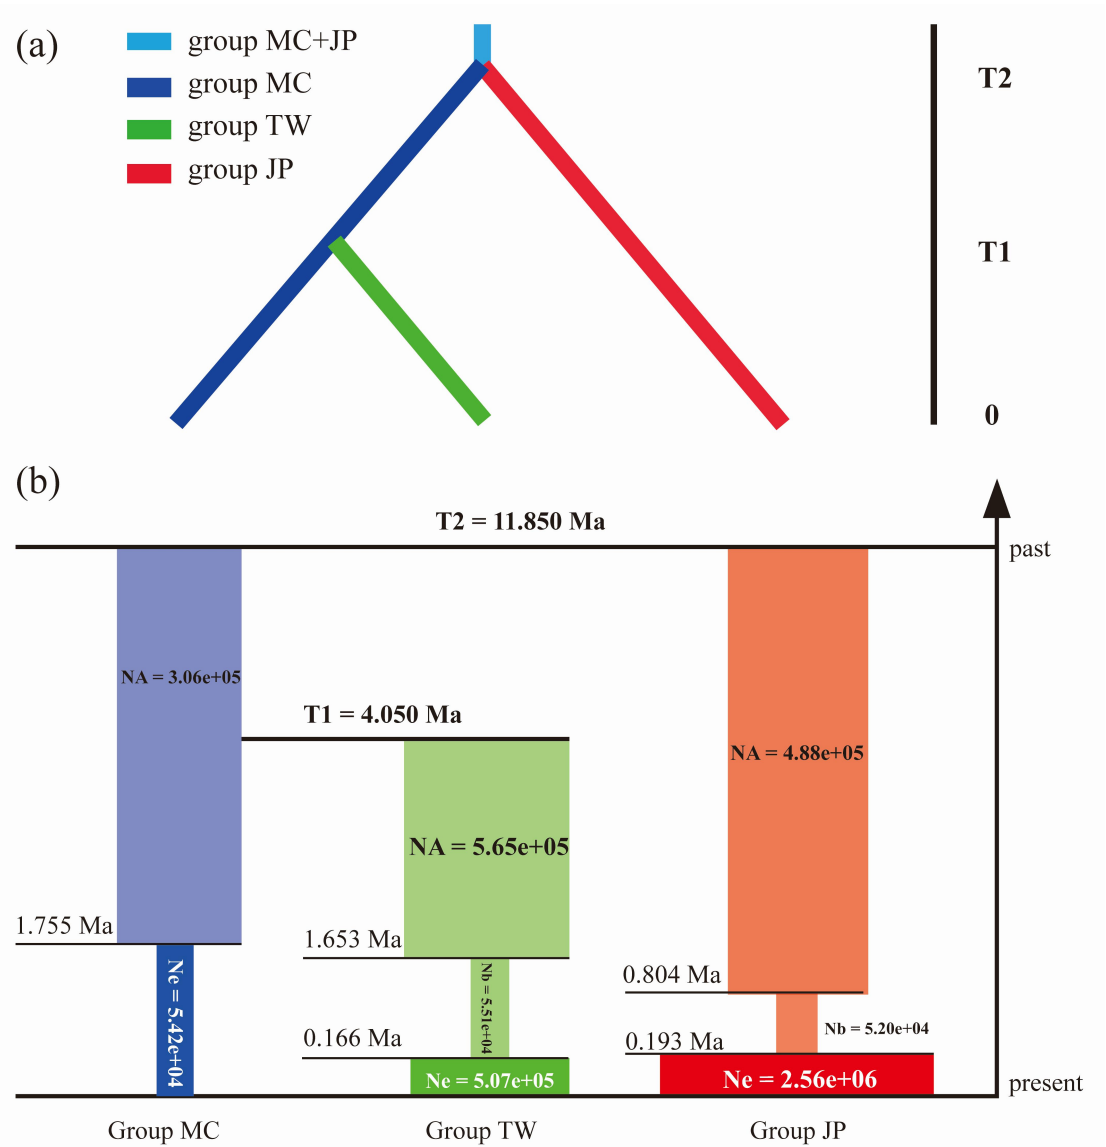 (a)
group MC+JP
group MC
group TW
group JP
T2
T1
0
(b)
T2 = 11.850 Ma
past
NA = 3.06e+05
T1 = 4.050 Ma
NA = 4.88e+05
NA = 5.65e+05
1.755 Ma
1.653 Ma
0.804 Ma
Ne = 5.42e+04
Nb = 5.51e+04
Nb = 5.20e+04
0.166 Ma
0.193 Ma
Ne = 5.07e+05
Ne = 2.56e+06
present
Group MC
Group TW
Group JP